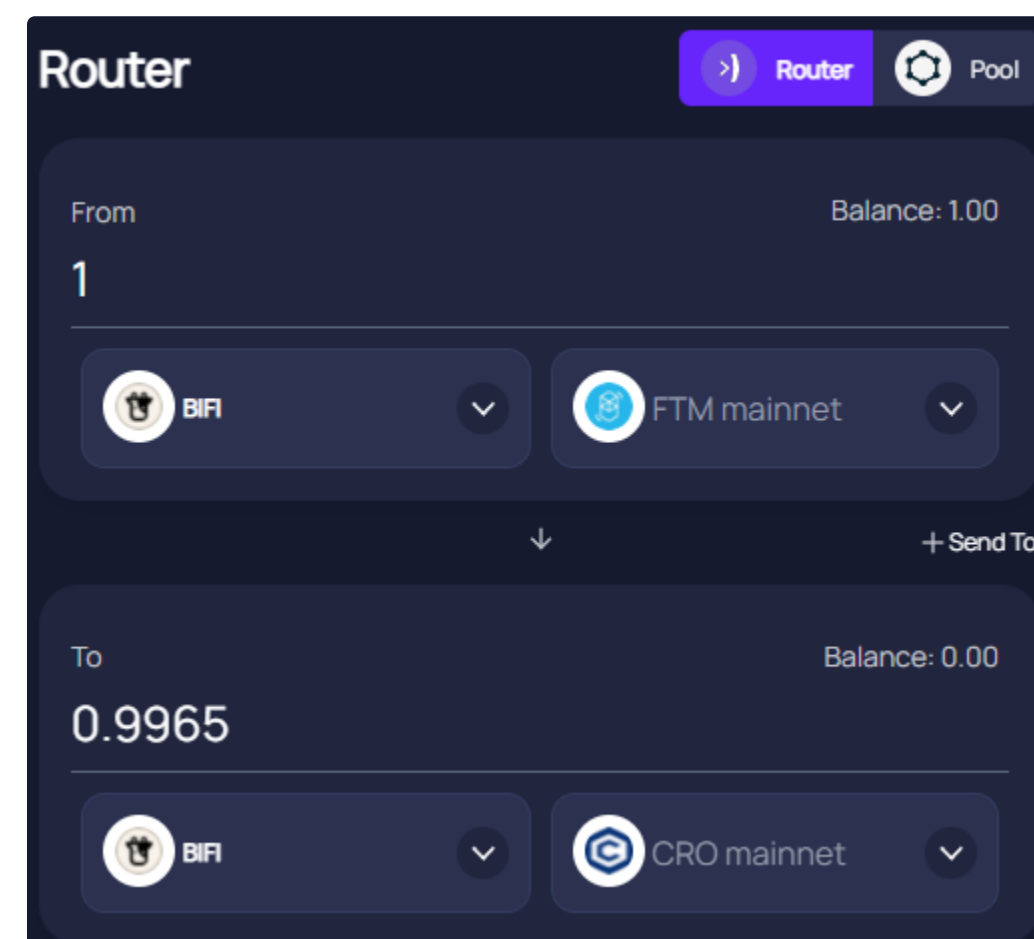 Router
Router Pool
From Balance: 1.00
1
BIFI FTM mainnet
+ Send To
To Balance: 0.00
0.9965
BIFI CRO mainnet